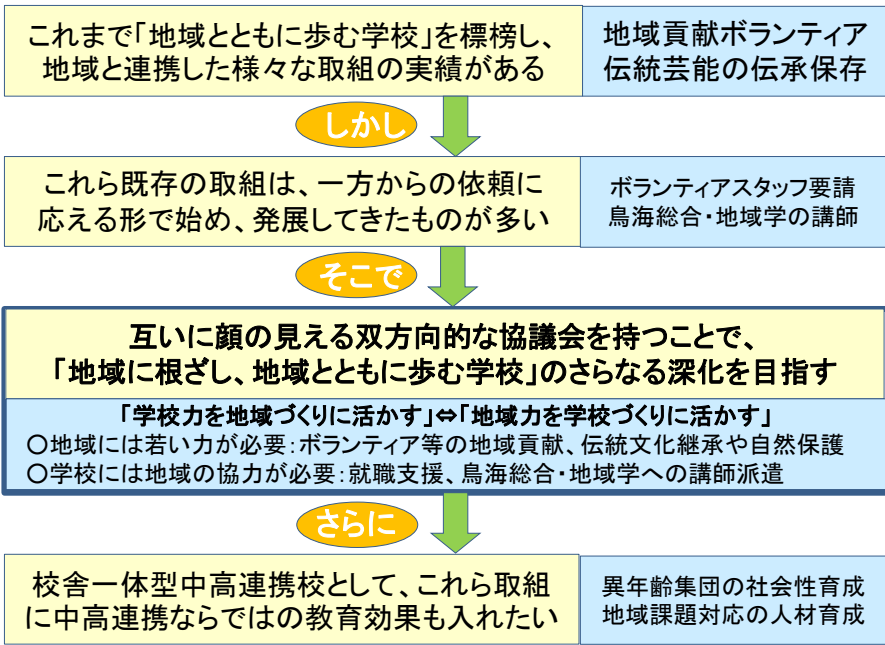 これまで「地域とともに歩む学校」を標榜し、
地域と連携した様々な取組の実績がある
地域貢献ボランティア
伝統芸能の伝承保存
しかし
これら既存の取組は、一方からの依頼に
応える形で始め、発展してきたものが多い
ボランティアスタッフ要請
鳥海総合・地域学の講師
そこで
互いに顔の見える双方向的な協議会を持つことで、
「地域に根ざし、地域とともに歩む学校」のさらなる深化を目指す
「学校力を地域づくりに活かす」⇔「地域力を学校づくりに活かす」
〇地域には若い力が必要：ボランティア等の地域貢献、伝統文化継承や自然保護
〇学校には地域の協力が必要：就職支援、鳥海総合・地域学への講師派遣
さらに
校舎一体型中高連携校として、これら取組
に中高連携ならではの教育効果も入れたい
異年齢集団の社会性育成
地域課題対応の人材育成